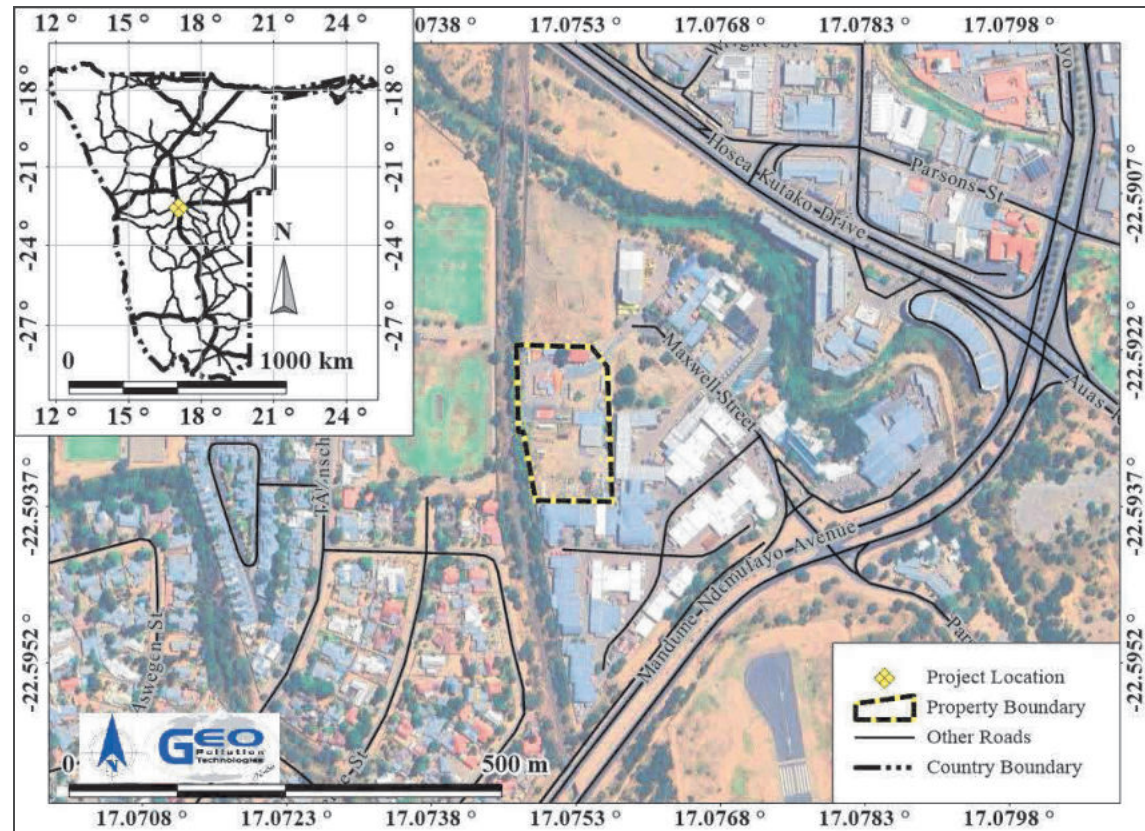 12 ° 15 ° 18 ° 21 ° 24 °
17.0738 ° 17.0753 ° 17.0768 ° 17.0783 ° 17.0798 °
-18 °
-21 °
-24 °
-27 °
N
0 1000 km
12 ° 15 ° 18 ° 21 ° 24 °
Wright St
Hosea Kutako Drive
Parsons St
-22.5907 °
Maxwell Street
-22.5922 °
Auas
-22.5937 °
-22.5937 °
Mandume Ndemufayo Avenue
Aswegen St
-22.5952 °
-22.5952 °
Project Location
Property Boundary
Other Roads
Country Boundary
GEO
Pollution
Technologies
0 500 m
17.0708 ° 17.0723 ° 17.0738 ° 17.0753 ° 17.0768 ° 17.0783 ° 17.0798 °